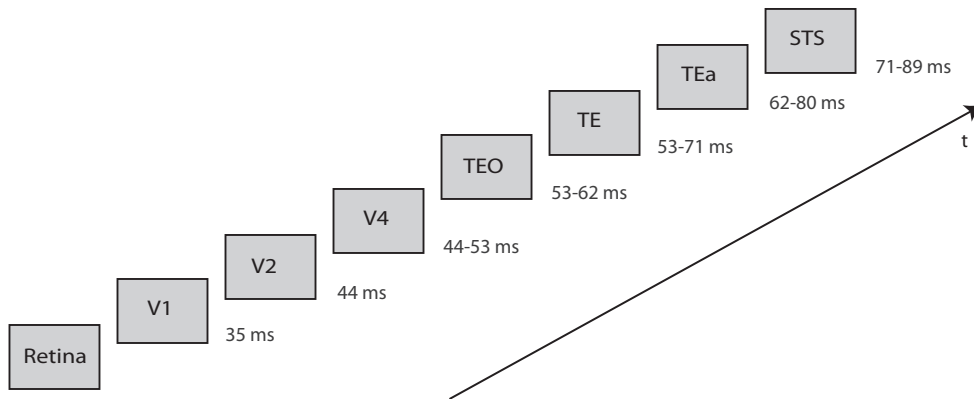 STS
71-89 ms
TEa
62-80 ms
TE
53-71 ms
t
TEO
53-62 ms
V4
44-53 ms
V2
44 ms
V1
35 ms
Retina